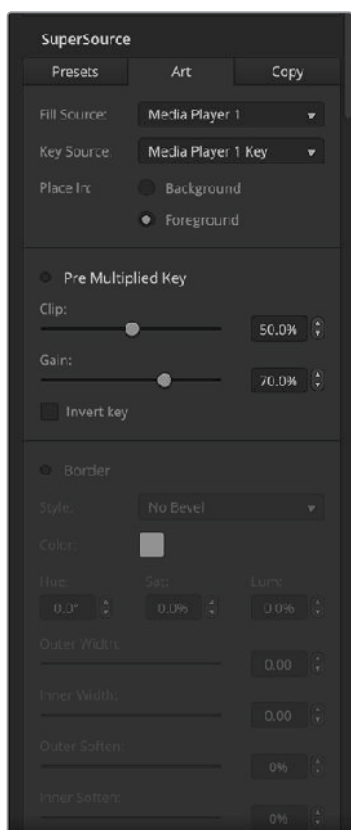 SuperSource
Presets Art Copy
Fill Source: Media Player 1
Key Source: Media Player 1 Key
Place In: Background
Foreground
Pre Multiplied Key
Clip:
50.0%
Gain:
70.0%
Invert key
Border
Style: No Bevel
Color:
Hue: Sat: Lum:
0.0° 0.0% 0.0%
Outer Width:
0.00
Inner Width:
0.00
Outer Soften:
0%
Inner Soften:
0%